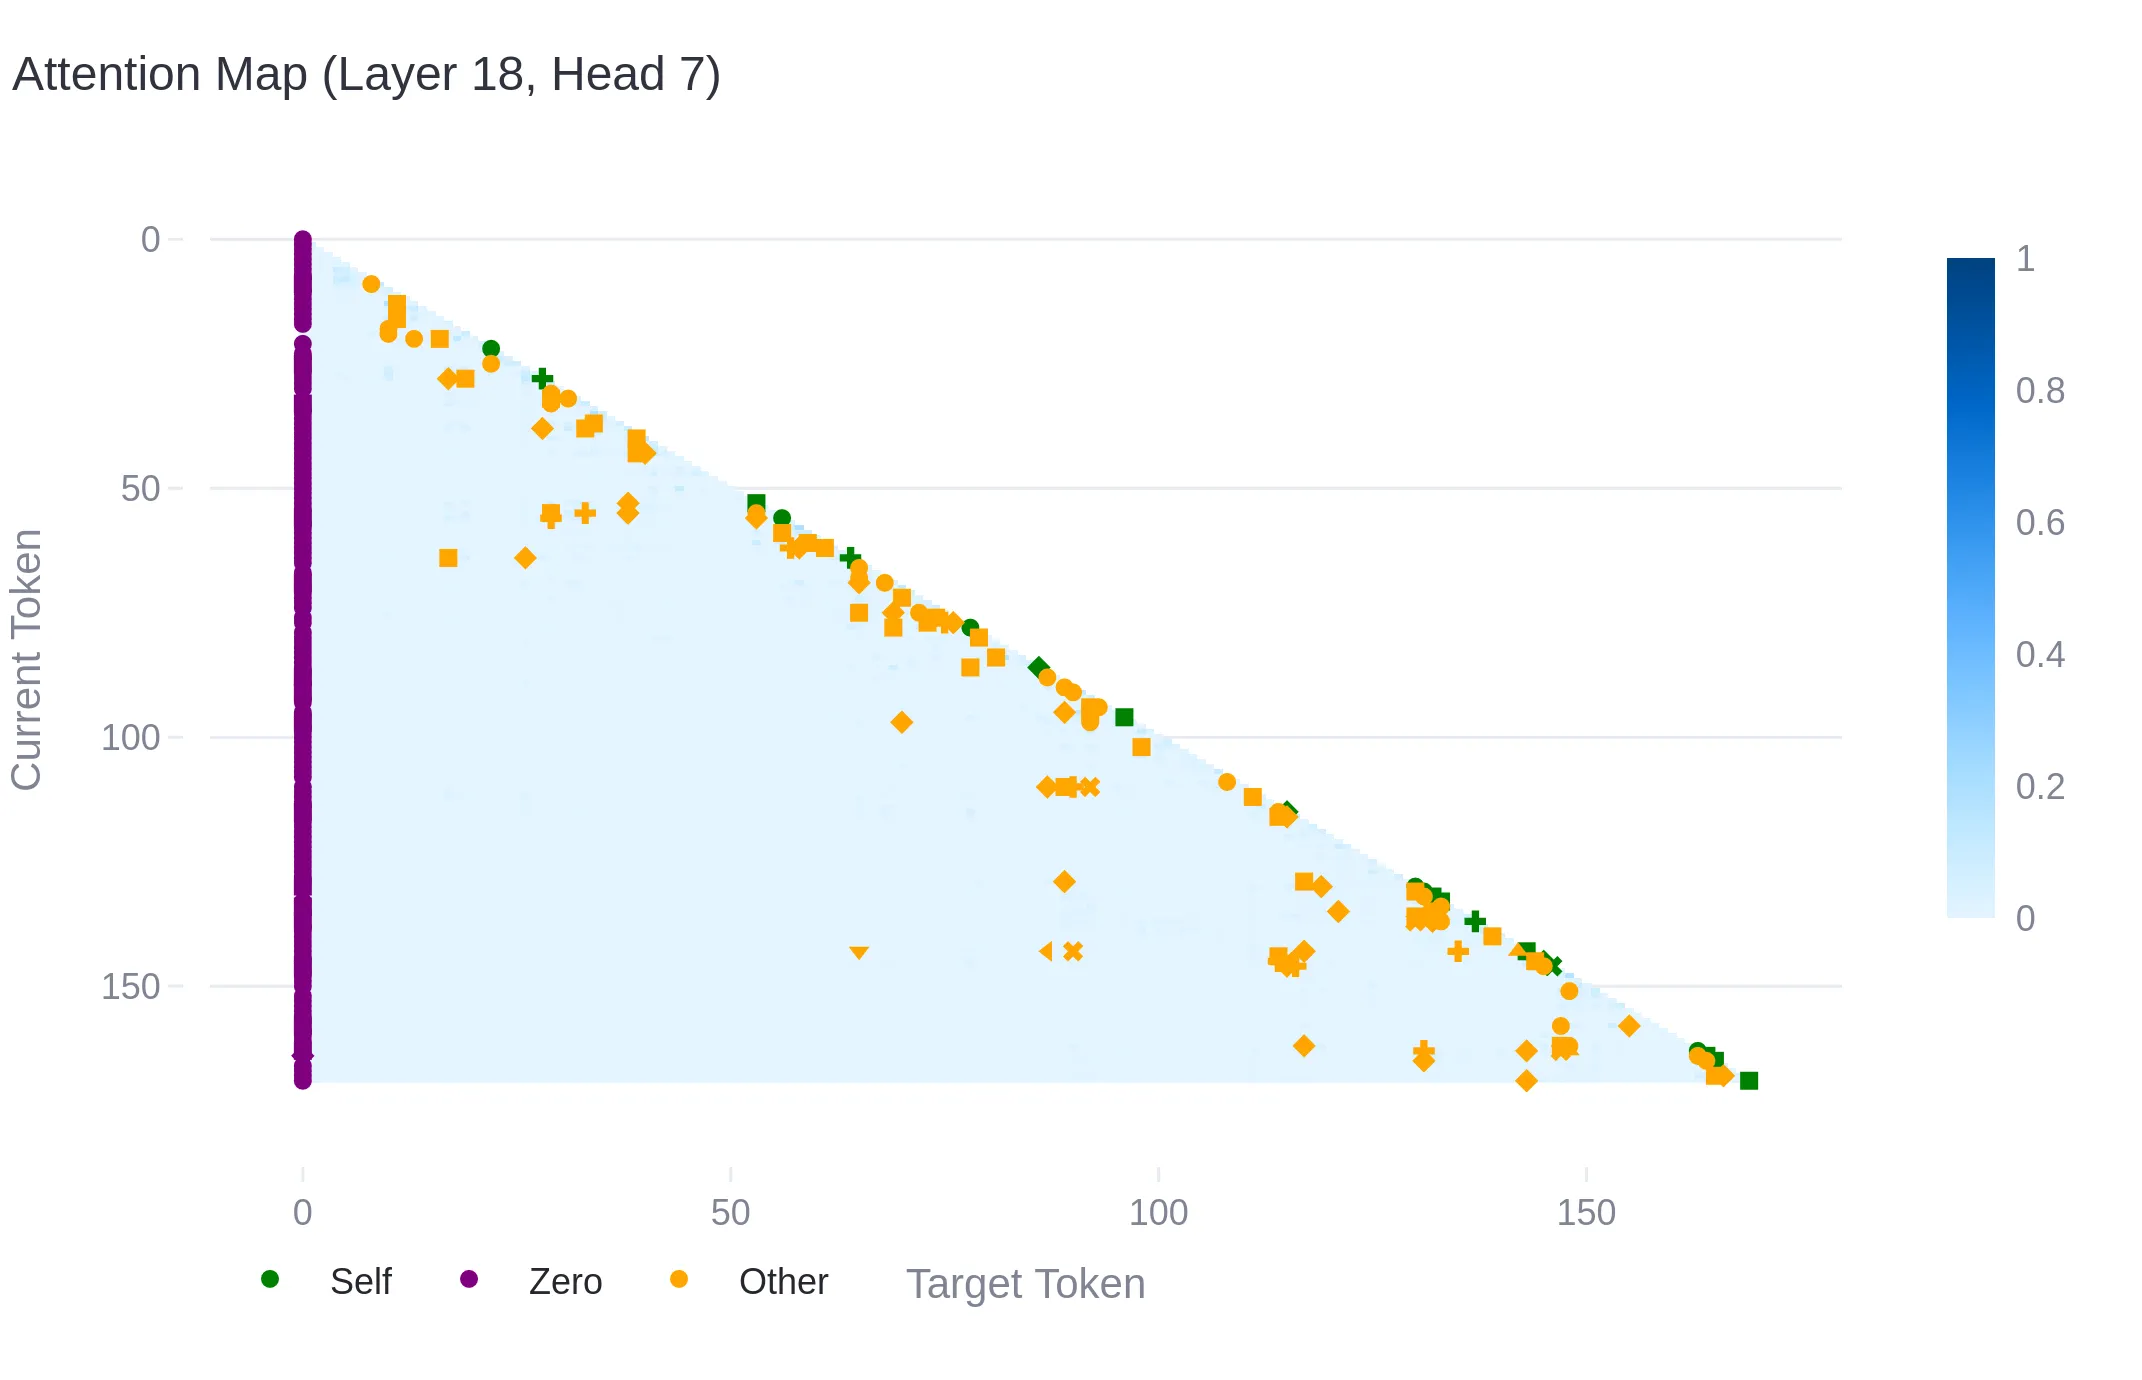 Attention Map (Layer 18, Head 7)
0
50
100
150
Current Token
1
0.8
0.6
0.4
0.2
0
0 50 100 150
Self Zero Other Target Token